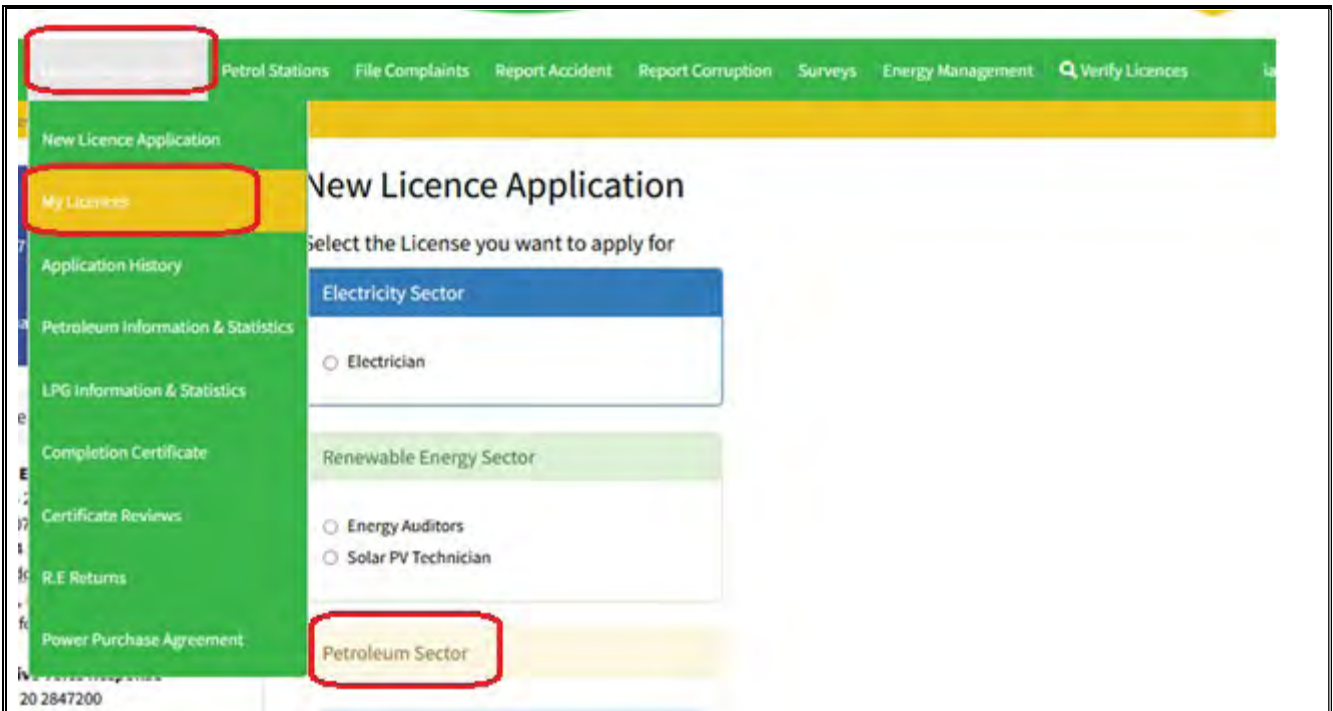 Petrol Stations File Complaints Report Accident Report Corruption Surveys Energy Management Verify Licences
New Licence Application
My Licences
Application History
Petroleum Information & Statistics
LPG Information & Statistics
Completion Certificate
Certificate Reviews
R.E Returns
Power Purchase Agreement
20 2847200
New Licence Application
Select the License you want to apply for
Electricity Sector
Electrician
Renewable Energy Sector
Energy Auditors
Solar PV Technician
Petroleum Sector